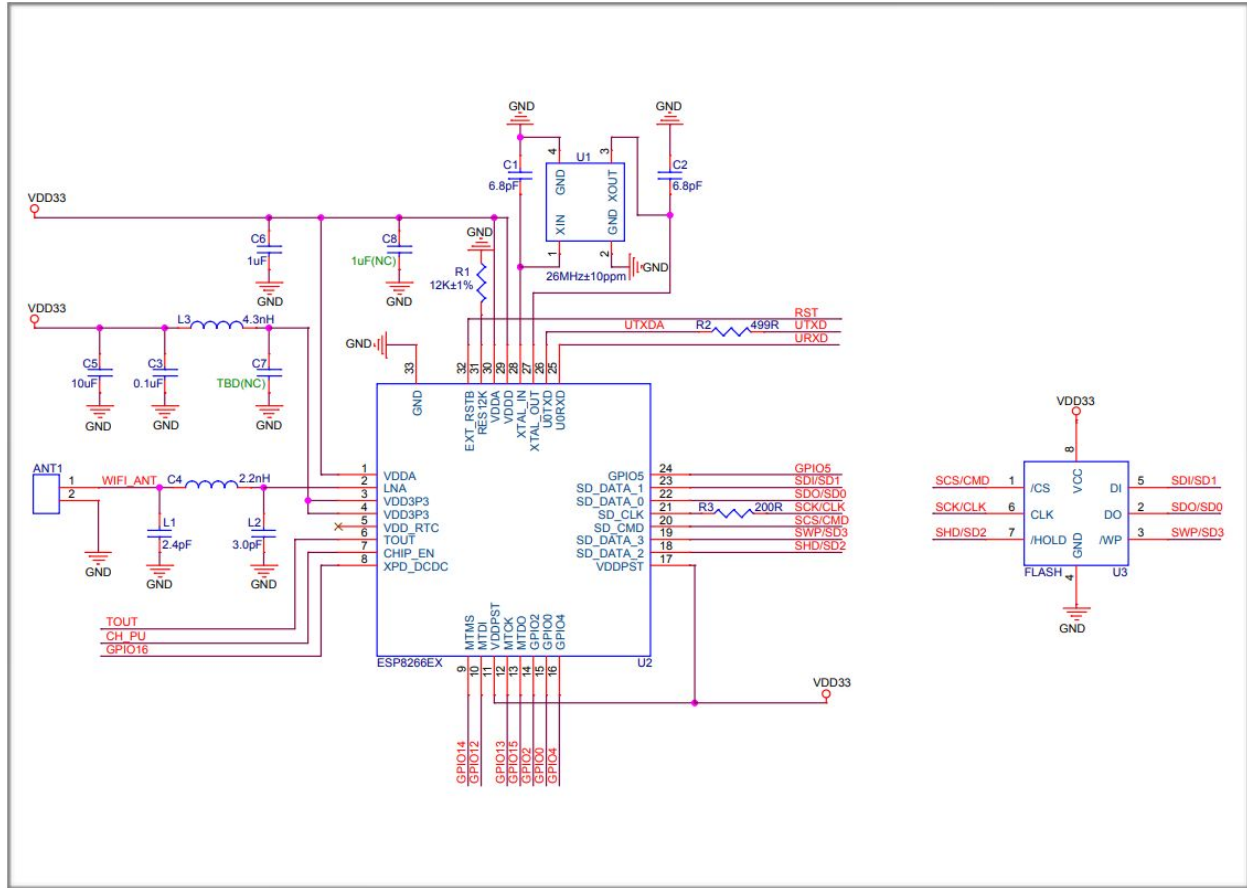 GND
GND
C1
6.8pF
4
GND
XIN
1
U1
3
XOUT
GND
2
C2
6.8pF
26MHz±10ppm
GND
VDD33
C6
1uF
GND
C8
1uF(NC)
GND
GND
R1
12K±1%
VDD33
C5
10uF
GND
C3
0.1uF
GND
L3
4.3nH
C7
TBD(NC)
GND
GND
RST
UTXDA
R2
499R
UTXD
URXD
33
32
31
30
29
28
27
26
25
GND
EXT_RSTB
RES12K
VDDA
VDDD
XTAL_IN
XTAL_OUT
U0TXD
U0RXD
ANT1
1
2
WIFI_ANT
C4
2.2nH
GND
L1
2.4pF
GND
L2
3.0pF
GND
1 VDDA
2 LNA
3 VDD3P3
4 VDD3P3
5 VDD_RTC
6 TOUT
7 CHIP_EN
8 XPD_DCDC
GPIO5 24 GPIO5
SD_DATA_1 23 SDI/SD1
SD_DATA_0 22 SDO/SD0
SD_CLK 21 R3 200R SCK/CLK
SD_CMD 20 SCS/CMD
SD_DATA_3 19 SWP/SD3
SD_DATA_2 18 SHD/SD2
VDDPST 17
TOUT
CH_PU
GPIO16
MTMS
MTDI
VDDPST
MTCK
MTDO
GPIO2
GPIO0
GPIO4
ESP8266EX
U2
9
10
11
12
13
14
15
16
GPIO14
GPIO12
GPIO13
GPIO15
GPIO2
GPIO0
GPIO4
VDD33
VDD33
8
VCC
SCS/CMD 1 /CS
SCK/CLK 6 CLK
SHD/SD2 7 /HOLD
DI 5 SDI/SD1
DO 2 SDO/SD0
/WP 3 SWP/SD3
GND
FLASH
U3
4
GND